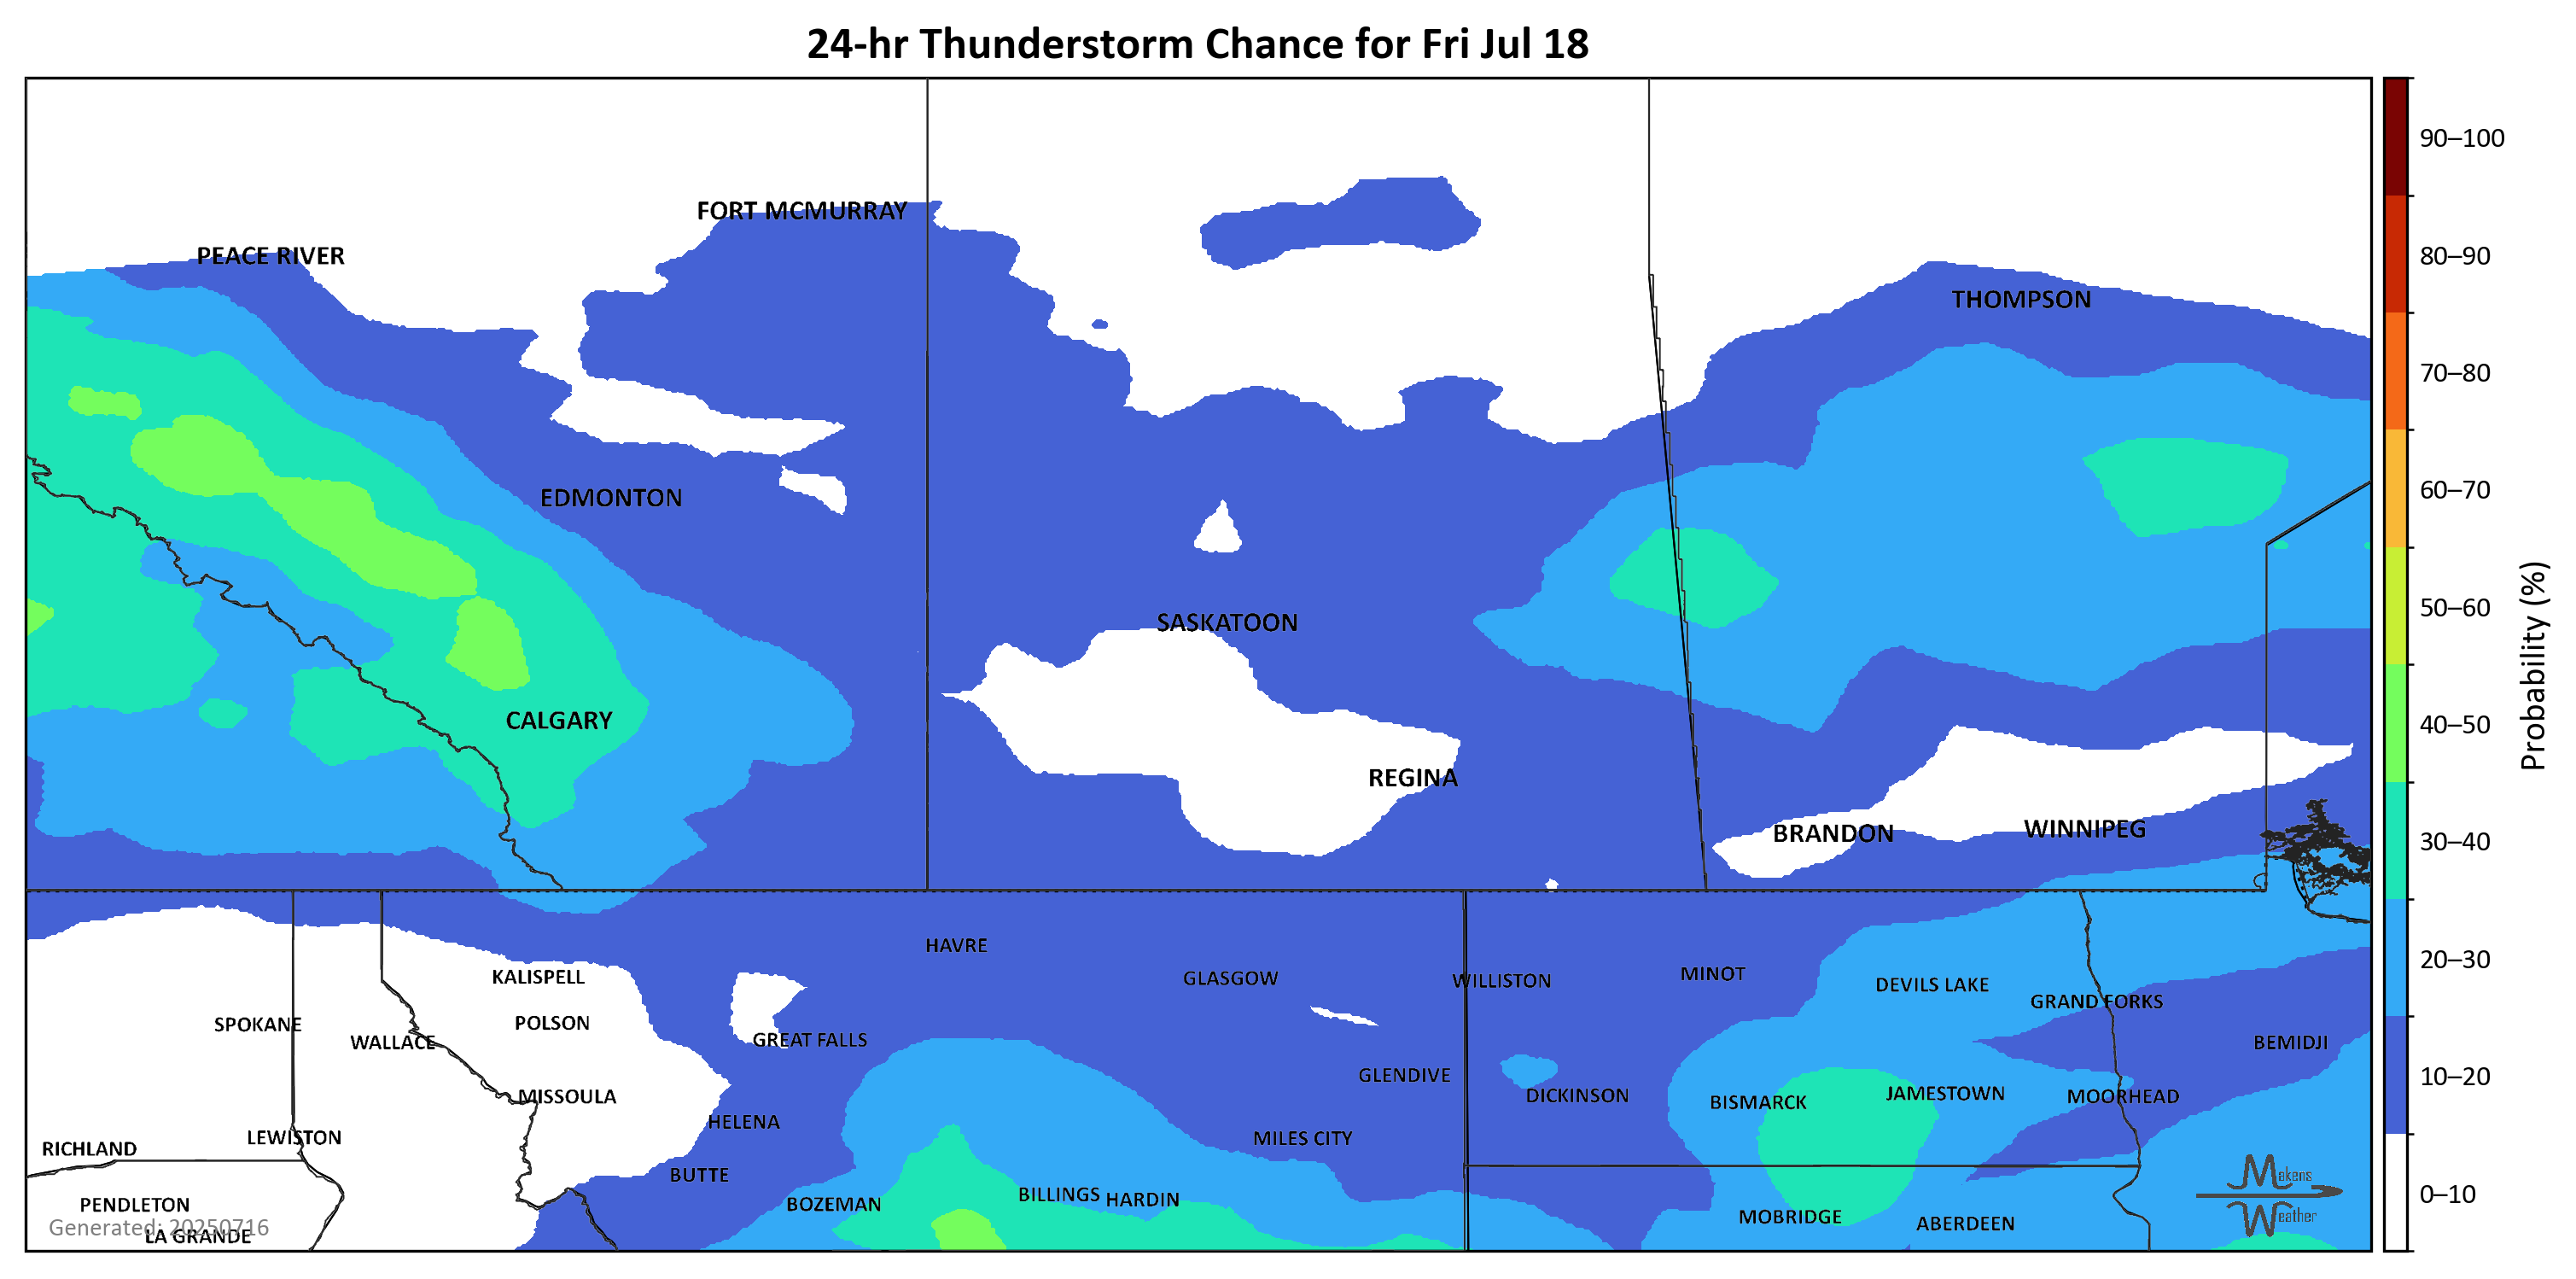 24-hr Thunderstorm Chance for Fri Jul 18
90–100
FORT MCMURRAY
PEACE RIVER
80–90
THOMPSON
70–80
EDMONTON
60–70
SASKATOON
50–60
Probability (%)
CALGARY
40–50
REGINA
BRANDON
WINNIPEG
30–40
HAVRE
KALISPELL
GLASGOW
WILLISTON
MINOT
DEVILS LAKE
20–30
GRAND FORKS
SPOKANE
POLSON
WALLACE
GREAT FALLS
BEMIDJI
GLENDIVE
10–20
MISSOULA
DICKINSON
BISMARCK
JAMESTOWN
MOORHEAD
HELENA
LEWISTON
MILES CITY
RICHLAND
BUTTE
Makens
Weather
BILLINGS
HARDIN
0–10
PENDLETON
BOZEMAN
MOBRIDGE
ABERDEEN
Generated: 20250716
LA GRANDE